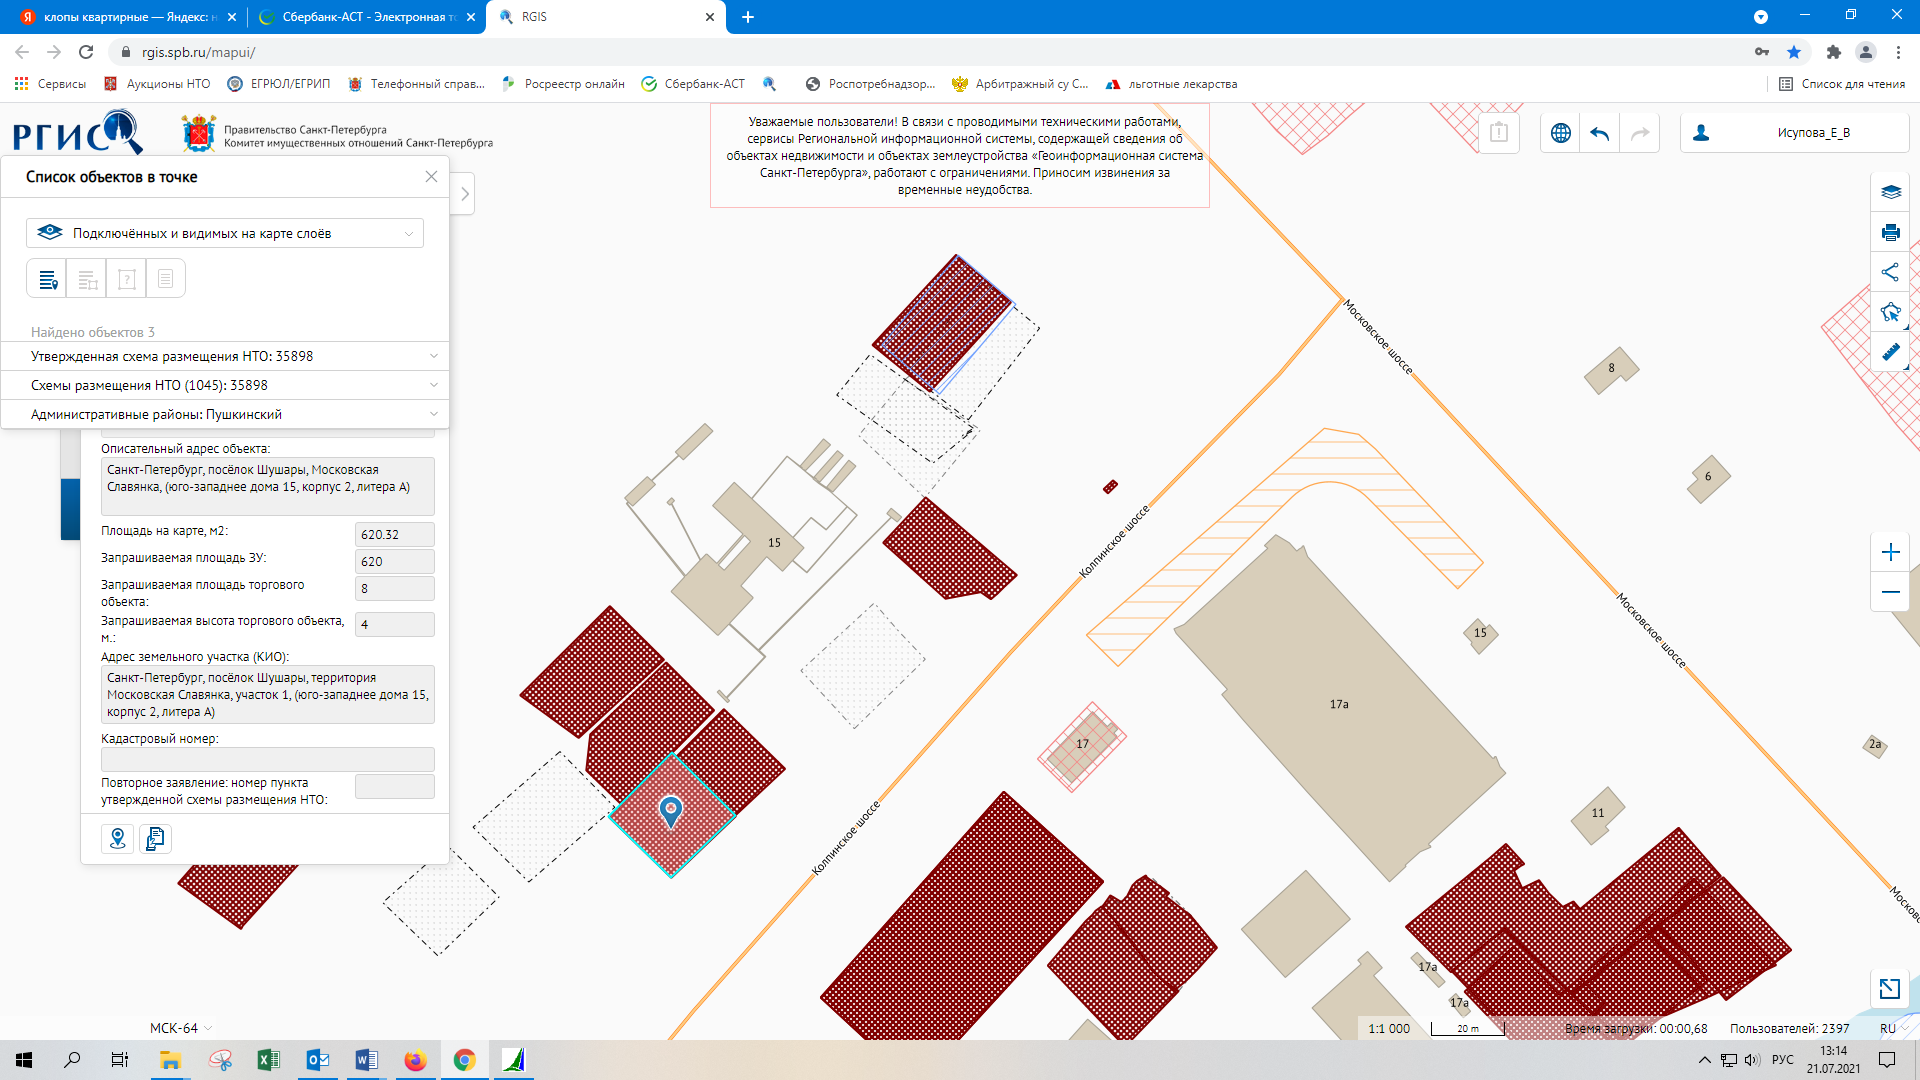 клопы квартирные — Яндекс: н
Сбербанк-АСТ - Электронная то
RGIS
rgis.spb.ru/mapui/
Сервисы
Аукционы НТО
ЕГРЮЛ/ЕГРИП
Телефонный справ...
Росреестр онлайн
Сбербанк-АСТ
Роспотребнадзор...
Арбитражный су С...
льготные лекарства
Список для чтения
РГИС
Правительство Санкт-Петербурга
Комитет имущественных отношений Санкт-Петербурга
Уважаемые пользователи! В связи с проводимыми техническими работами,
сервисы Региональной информационной системы, содержащей сведения об
объектах недвижимости и объектах землеустройства «Геоинформационная система
Санкт-Петербурга», работают с ограничениями. Приносим извинения за
временные неудобства.
Исупова_Е_В
Список объектов в точке
Подключённых и видимых на карте слоёв
Найдено объектов 3
Утвержденная схема размещения НТО: 35898
Схемы размещения НТО (1045): 35898
Административные районы: Пушкинский
Описательный адрес объекта:
Санкт-Петербург, посёлок Шушары, Московская
Славянка, (юго-западнее дома 15, корпус 2, литера А)
Площадь на карте, м2:
620.32
Запрашиваемая площадь ЗУ:
620
Запрашиваемая площадь торгового
объекта:
8
Запрашиваемая высота торгового объекта,
м.:
4
Адрес земельного участка (КИО):
Санкт-Петербург, посёлок Шушары, территория
Московская Славянка, участок 1, (юго-западнее дома 15,
корпус 2, литера А)
Кадастровый номер:
Повторное заявление: номер пункта
утвержденной схемы размещения НТО:
Московское шоссе
8
6
15
Колпинское шоссе
15
Московское шоссе
17а
17
2а
11
Колпинское шоссе
Московс
17а
17а
МСК-64
1:1 000
20 m
Время загрузки: 00:00,68
Пользователей: 2397
RU
РУС
13:14
21.07.2021